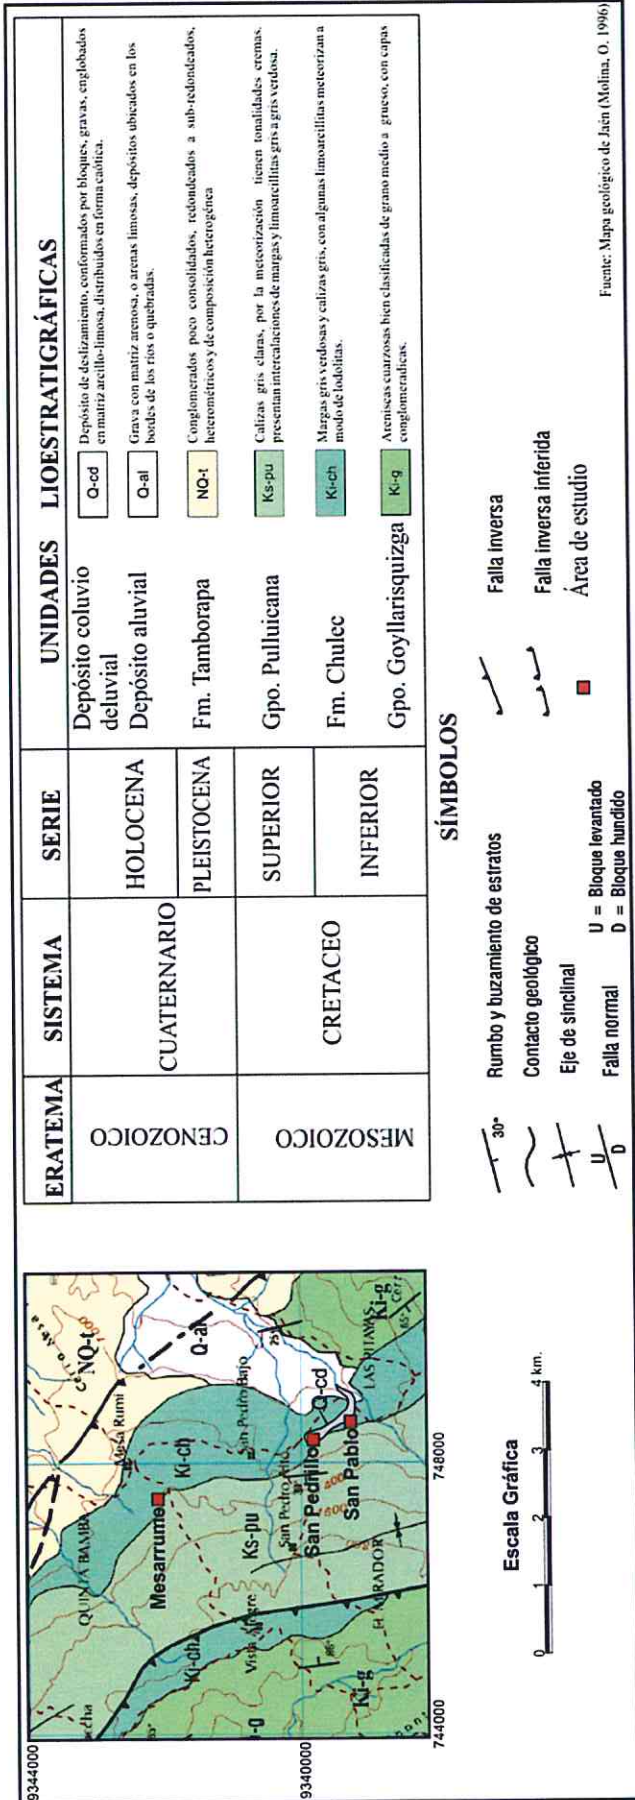 9344000
9340000
744000
748000
QUINTA BAMBA
Mesa Rumi
NQ-t
1000
Mesarrume
Ki-ch
Q-al
San Pedro Bajo
Ks-pu
San Pedro Alto
San Pedrillo
Q-cd
San Pablo
LAS PITAYAS
Ki-g
25°
65°
Ki-ch
Vista Alegre
EL MIRADOR
Ki-g
Escala Gráfica
0 1 2 3 4 km.
ERATEMA SISTEMA SERIE UNIDADES LIOESTRATIGRÁFICAS
CENOZOICO
CUATERNARIO
HOLOCENA
Depósito coluvio
deluvial
Q-cd
Depósito de deslizamiento, conformados por bloques, gravas, englobados
en matriz arcillo-limosa, distribuidos en forma caótica.
Depósito aluvial
Q-al
Grava con matriz arenosa, o arenas limosas, depósitos ubicados en los
bordes de los ríos o quebradas.
PLEISTOCENA
Fm. Tamborapa
NQ-t
Conglomerados poco consolidados, redondeados a sub-redondeados,
heterométricos y de composición heterogénea
MESOZOICO
CRETACEO
SUPERIOR
Gpo. Pulluicana
Ks-pu
Calizas gris claras, por la meteorización tienen tonalidades cremas.
presentan intercalaciones de margas y limoarcillitas gris a gris verdosa.
INFERIOR
Fm. Chulec
Ki-ch
Margas gris verdosas y calizas gris, con algunas limoarcillitas meteorizan a
modo de lodolitas.
Gpo. Goyllarisquizga
Ki-g
Areniscas cuarzosas bien clasificadas de grano medio a grueso, con capas
conglomeradicas.
SÍMBOLOS
30° Rumbo y buzamiento de estratos
Contacto geológico
Eje de sinclinal
U
D
Falla normal
U = Bloque levantado
D = Bloque hundido
Falla inversa
Falla inversa inferida
Área de estudio
Fuente: Mapa geológico de Jaén (Molina, O. 1996)